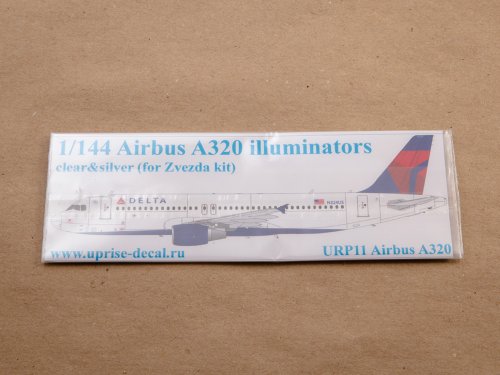 1/144 Airbus A320 illuminators
clear&silver (for Zvezda kit)
DELTA
www.uprise-decal.ru
URP11 Airbus A320